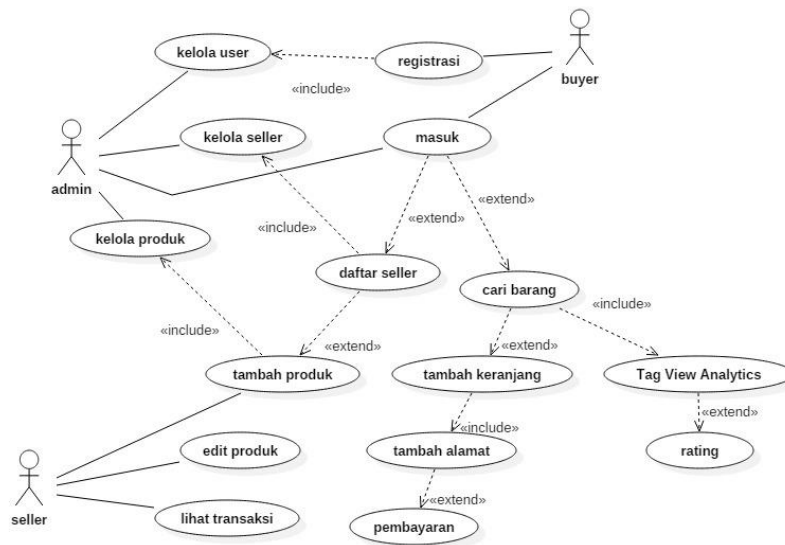 kelola user
registrasi
buyer
«include»
kelola seller
masuk
admin
«extend»
«extend»
«include»
kelola produk
daftar seller
cari barang
«include»
«include»
«extend»
«extend»
tambah produk
tambah keranjang
Tag View Analytics
«extend»
«include»
edit produk
tambah alamat
rating
«extend»
seller
lihat transaksi
pembayaran